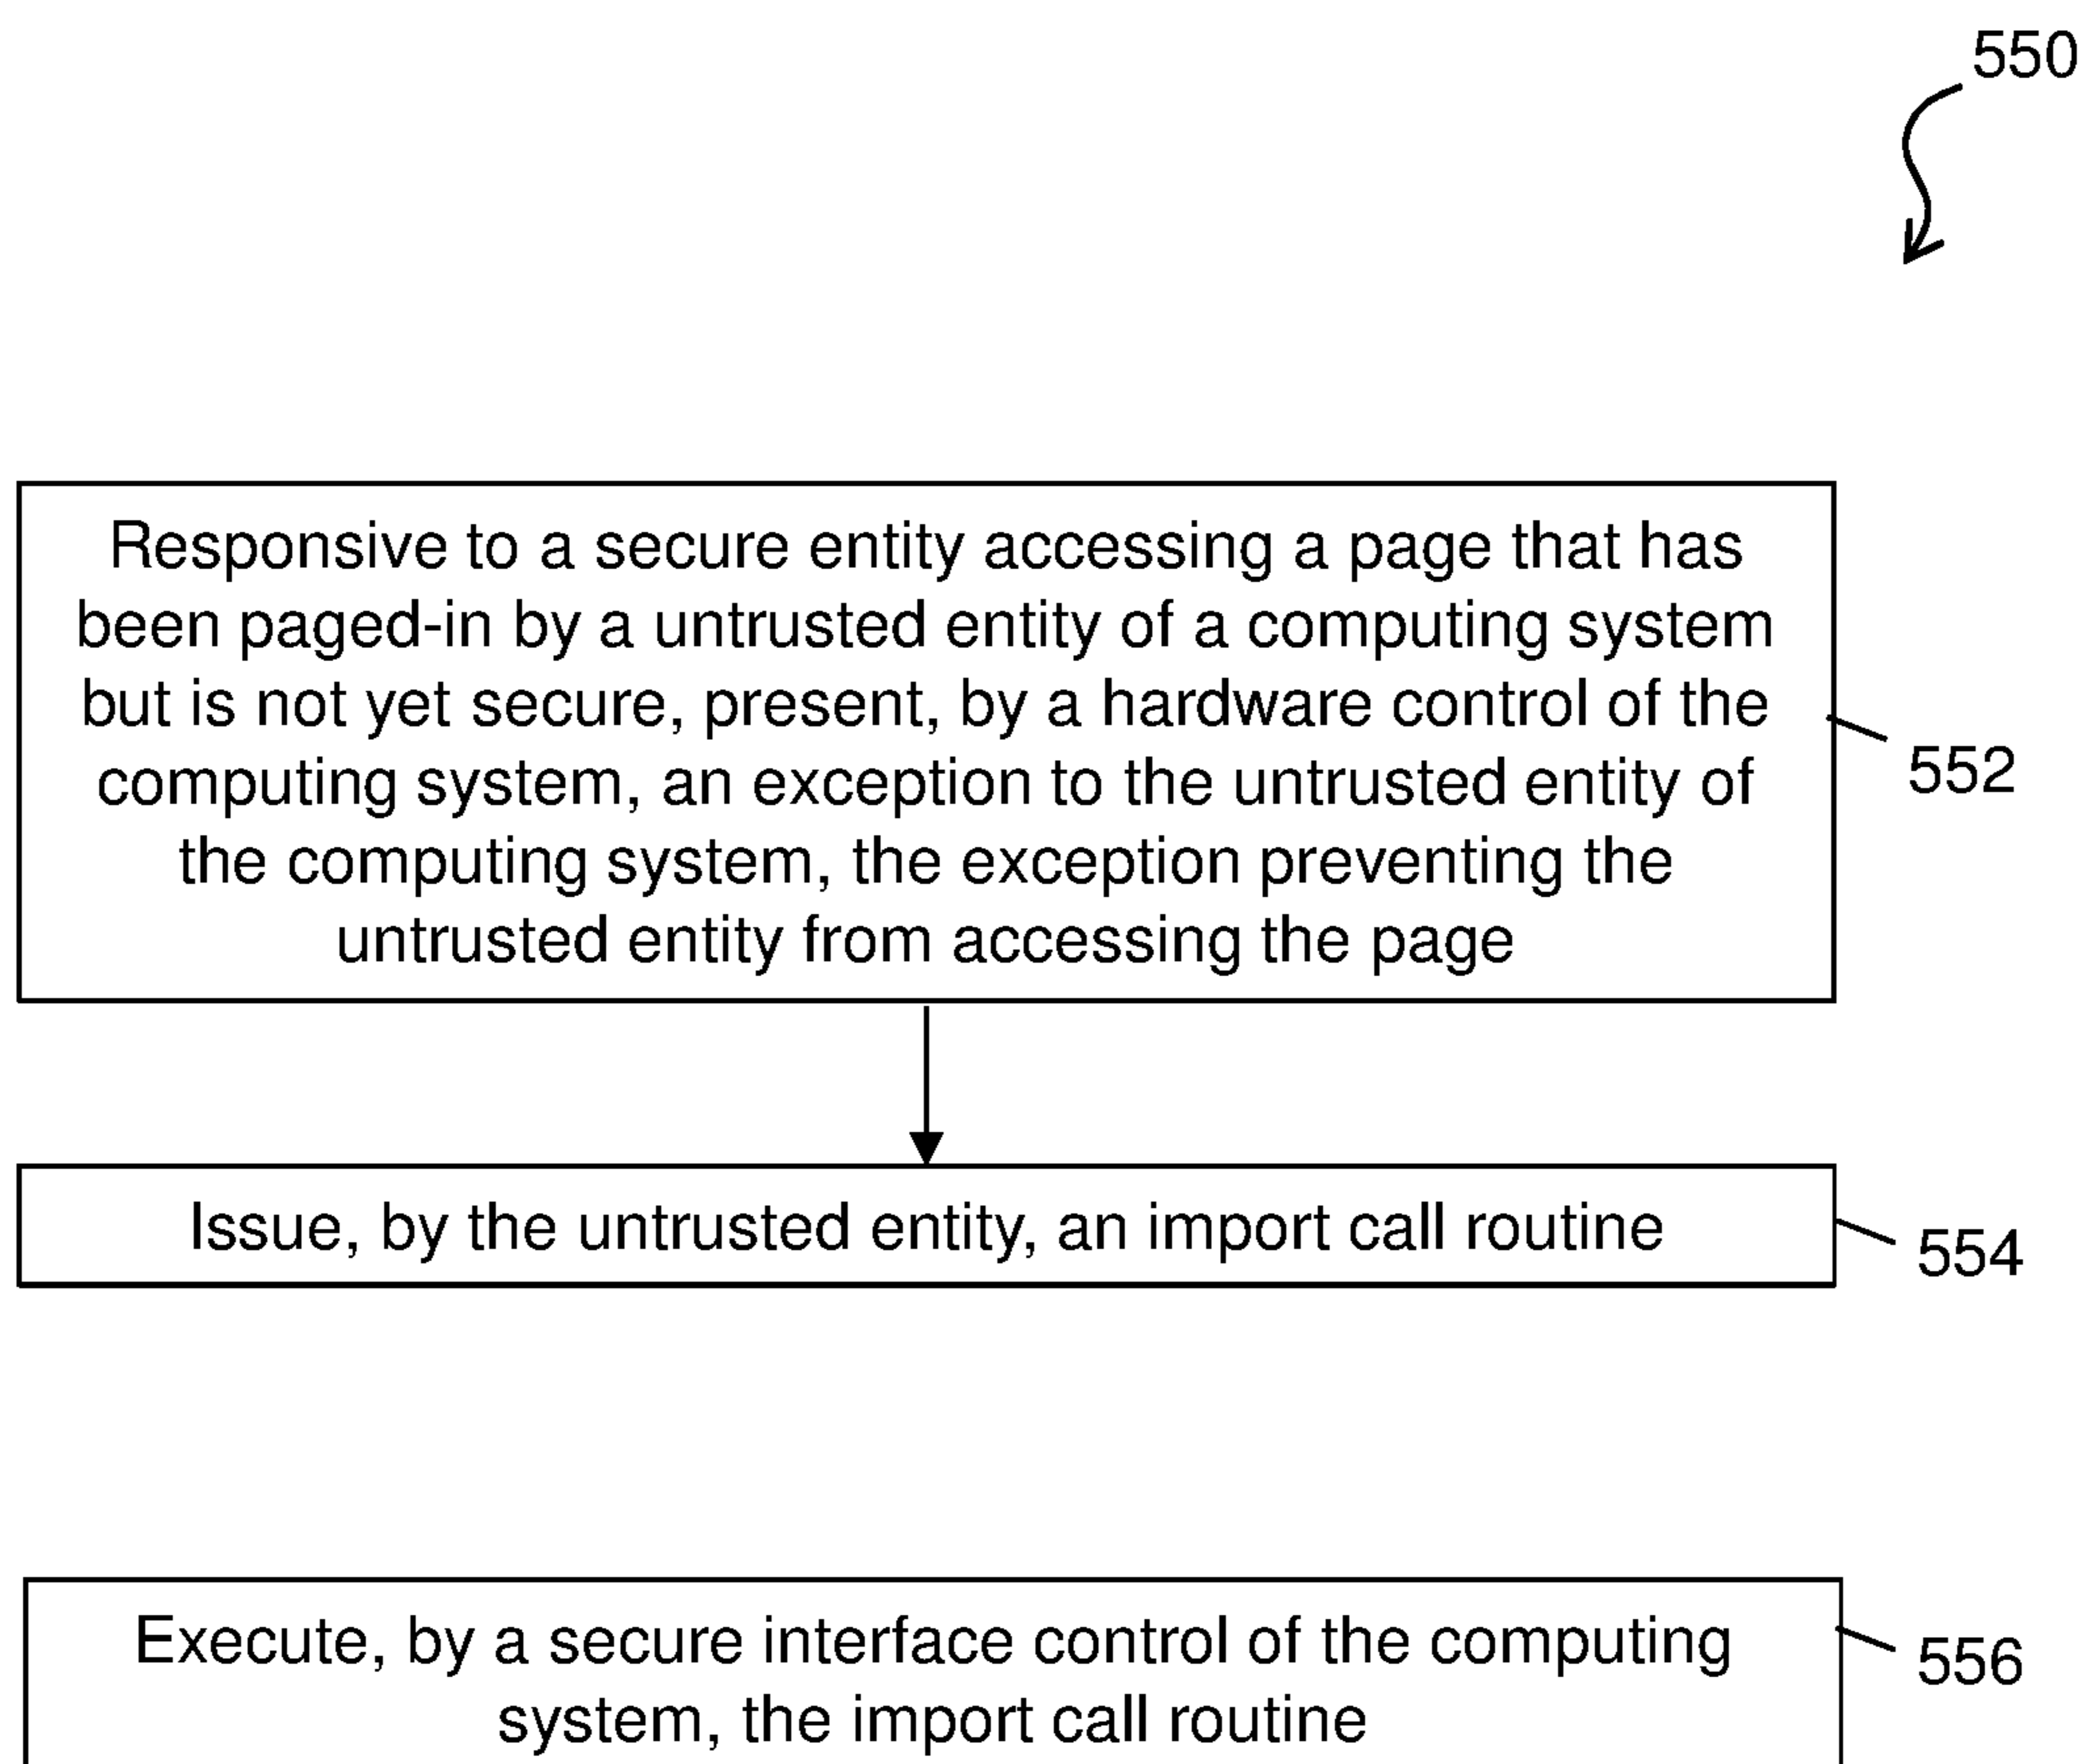 550
Responsive to a secure entity accessing a page that has
been paged-in by a untrusted entity of a computing system
but is not yet secure, present, by a hardware control of the
computing system, an exception to the untrusted entity of
the computing system, the exception preventing the
untrusted entity from accessing the page
552
Issue, by the untrusted entity, an import call routine
554
Execute, by a secure interface control of the computing
system, the import call routine
556